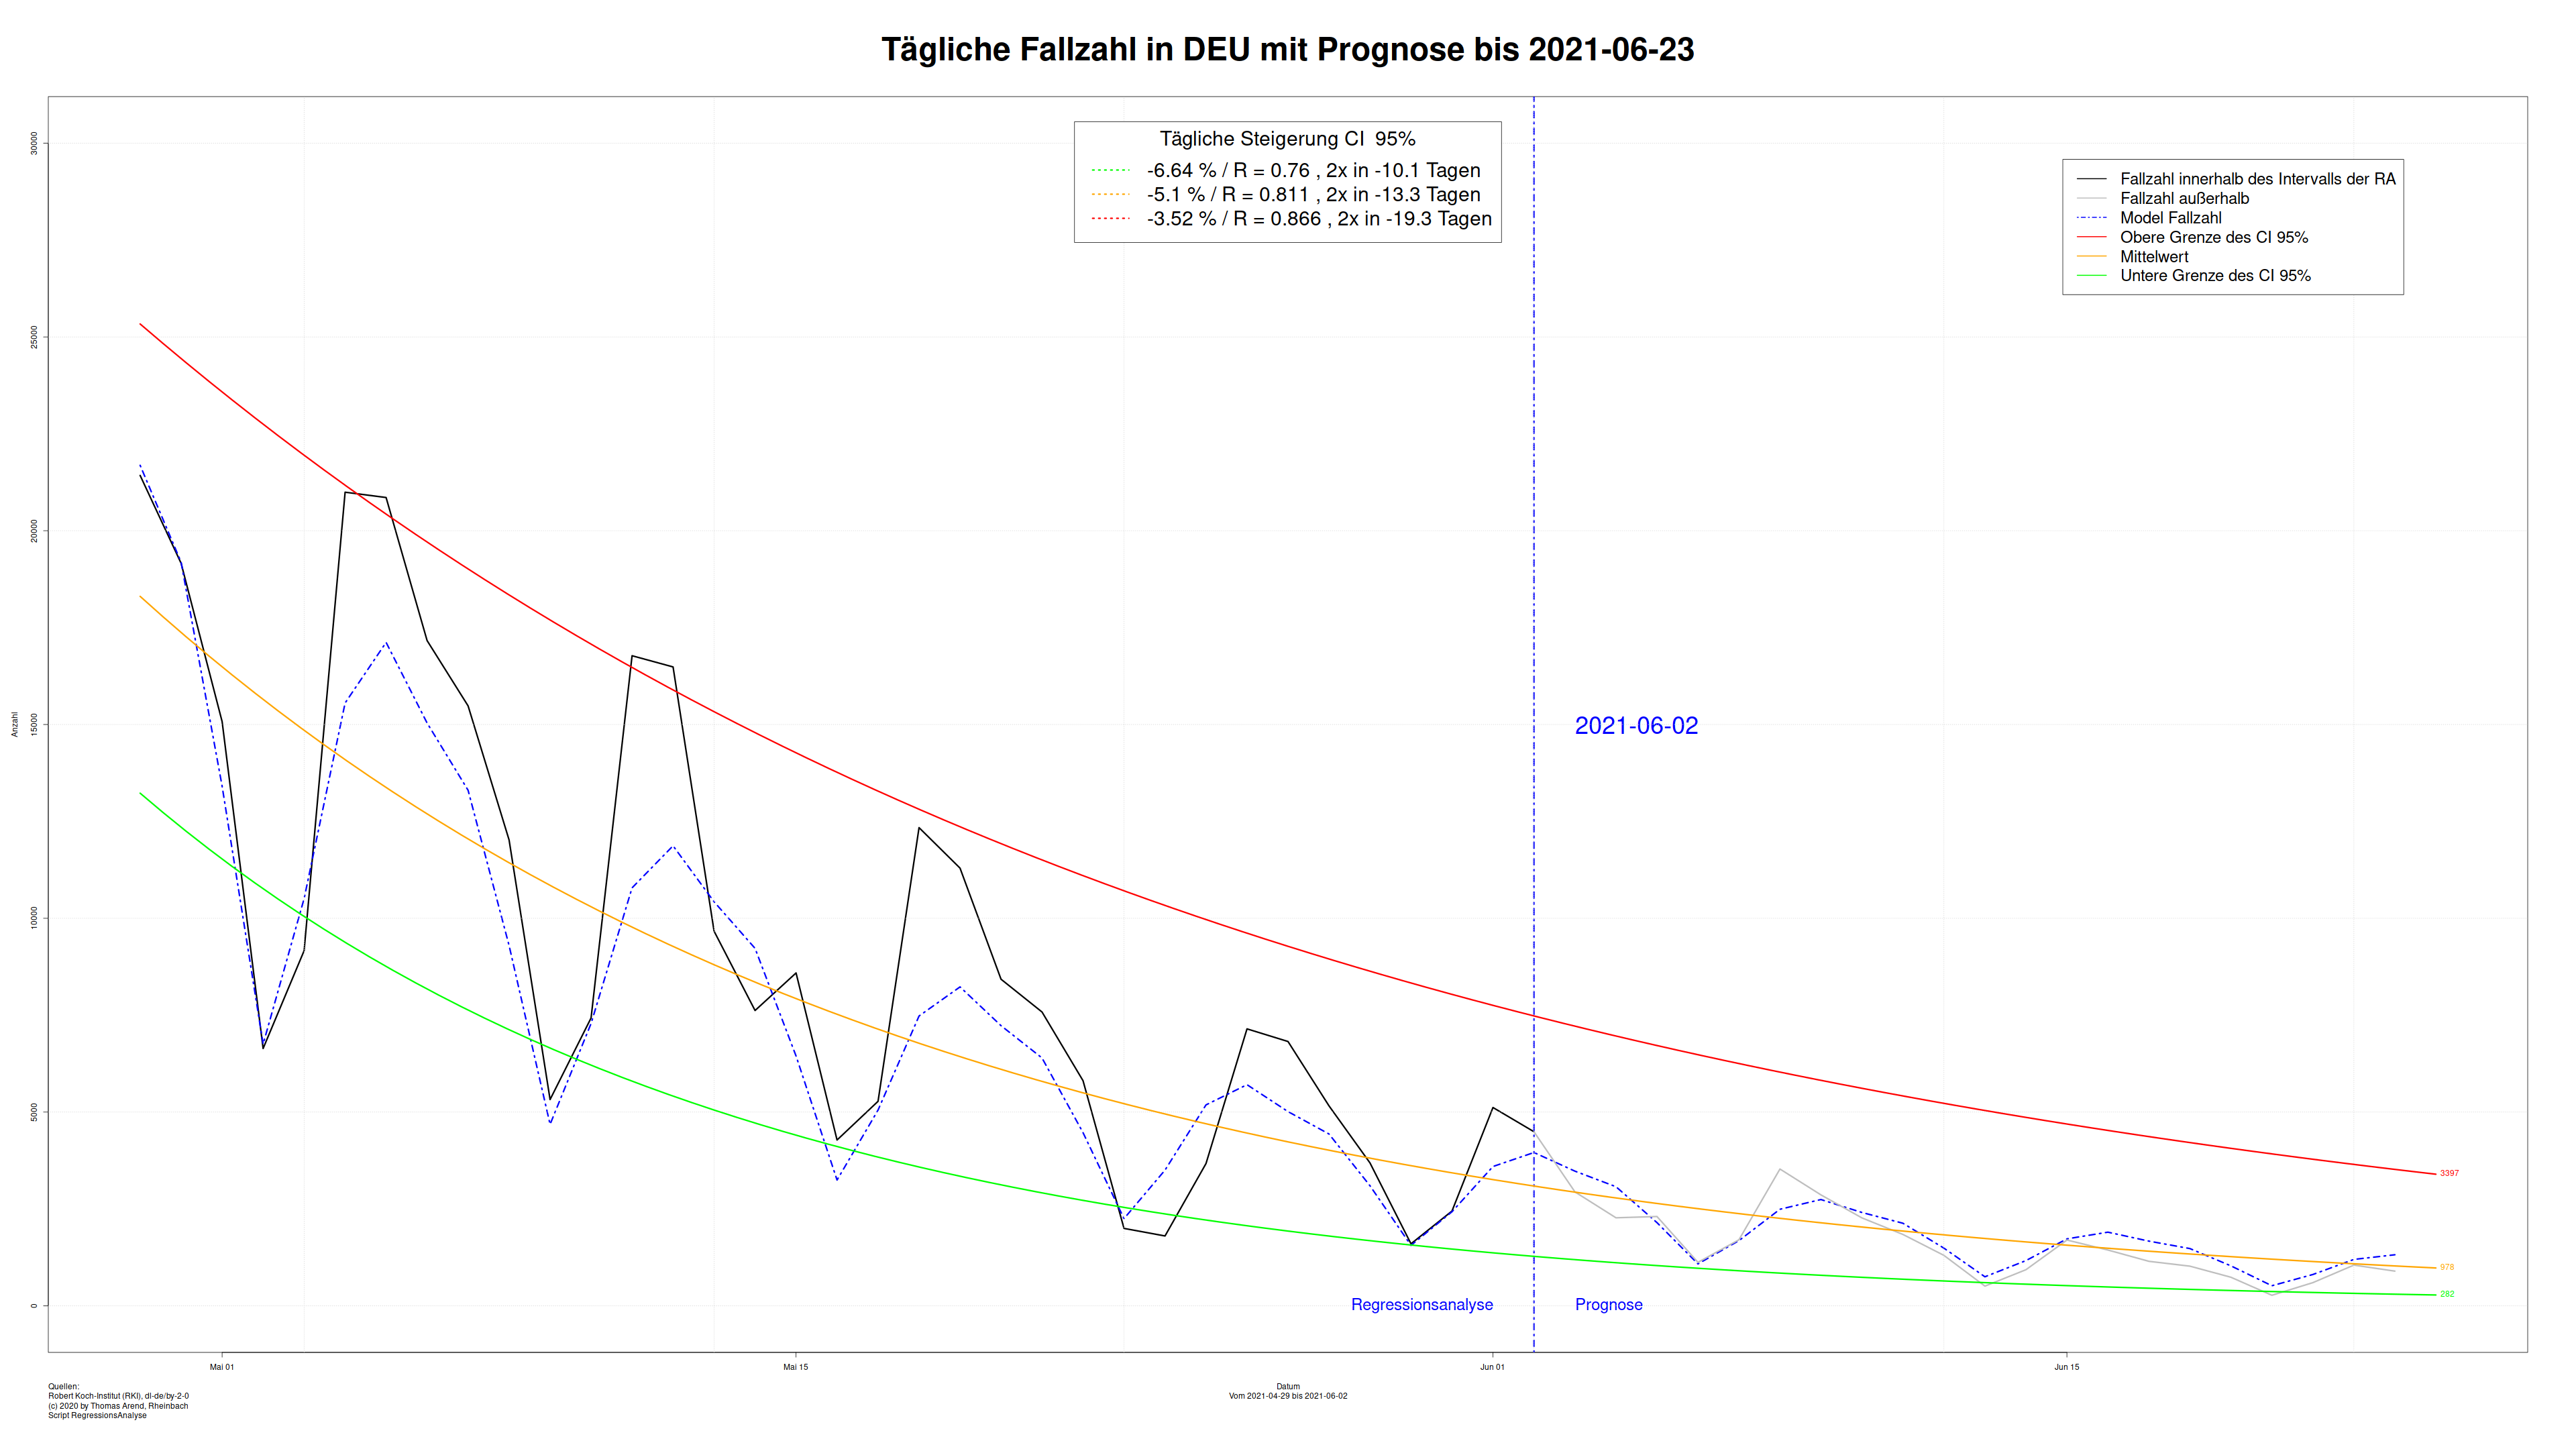 Tägliche Fallzahl in DEU mit Prognose bis 2021-06-23
Tägliche Steigerung CI  95%
-6.64 % / R = 0.76 , 2x in -10.1 Tagen
-5.1 % / R = 0.811 , 2x in -13.3 Tagen
-3.52 % / R = 0.866 , 2x in -19.3 Tagen
Fallzahl innerhalb des Intervalls der RA
Fallzahl außerhalb
Model Fallzahl
Obere Grenze des CI 95%
Mittelwert
Untere Grenze des CI 95%
Anzahl
30000
25000
20000
15000
10000
5000
0
2021-06-02
3397
978
282
Regressionsanalyse
Prognose
Mai 01
Mai 15
Jun 01
Jun 15
Datum
Vom 2021-04-29 bis 2021-06-02
Quellen:
Robert Koch-Institut (RKI), dl-de/by-2-0
(c) 2020 by Thomas Arend, Rheinbach
Script RegressionsAnalyse